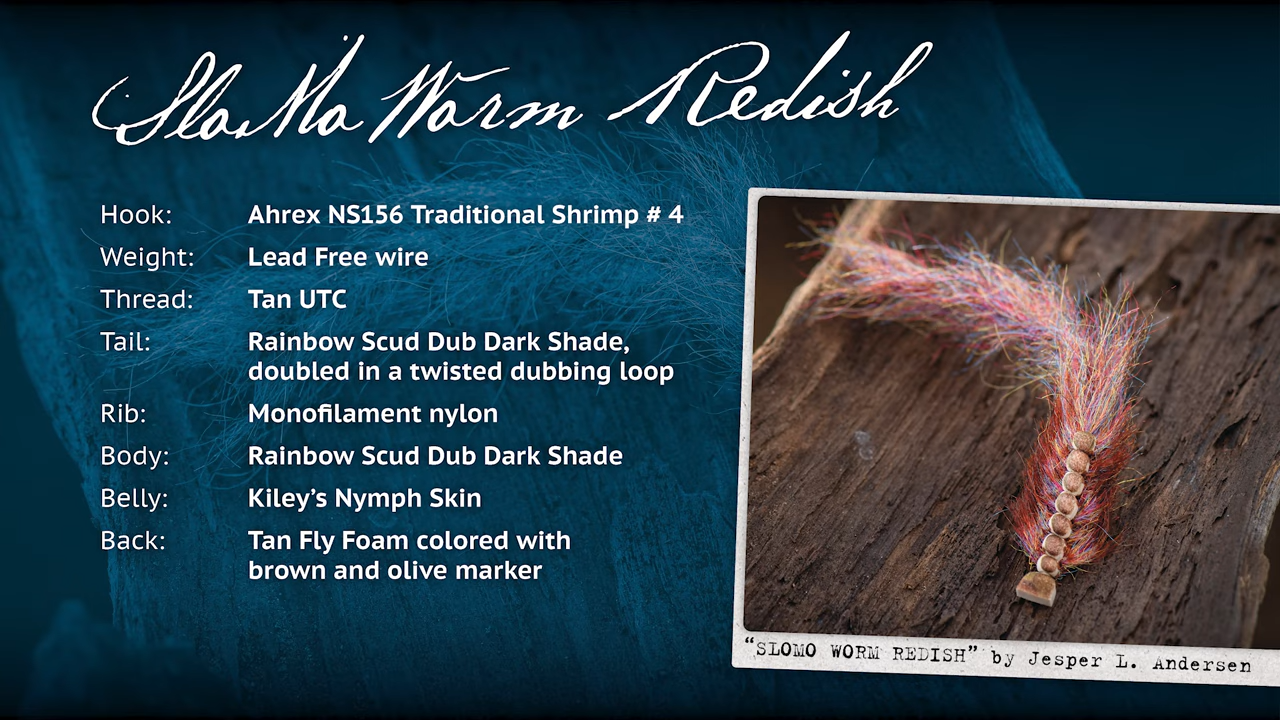 SloMo Worm Redish
Hook: Ahrex NS156 Traditional Shrimp # 4
Weight: Lead Free wire
Thread: Tan UTC
Tail: Rainbow Scud Dub Dark Shade,
doubled in a twisted dubbing loop
Rib: Monofilament nylon
Body: Rainbow Scud Dub Dark Shade
Belly: Kiley's Nymph Skin
Back: Tan Fly Foam colored with
brown and olive marker
“SLOMO WORM REDISH” by Jesper L. Andersen